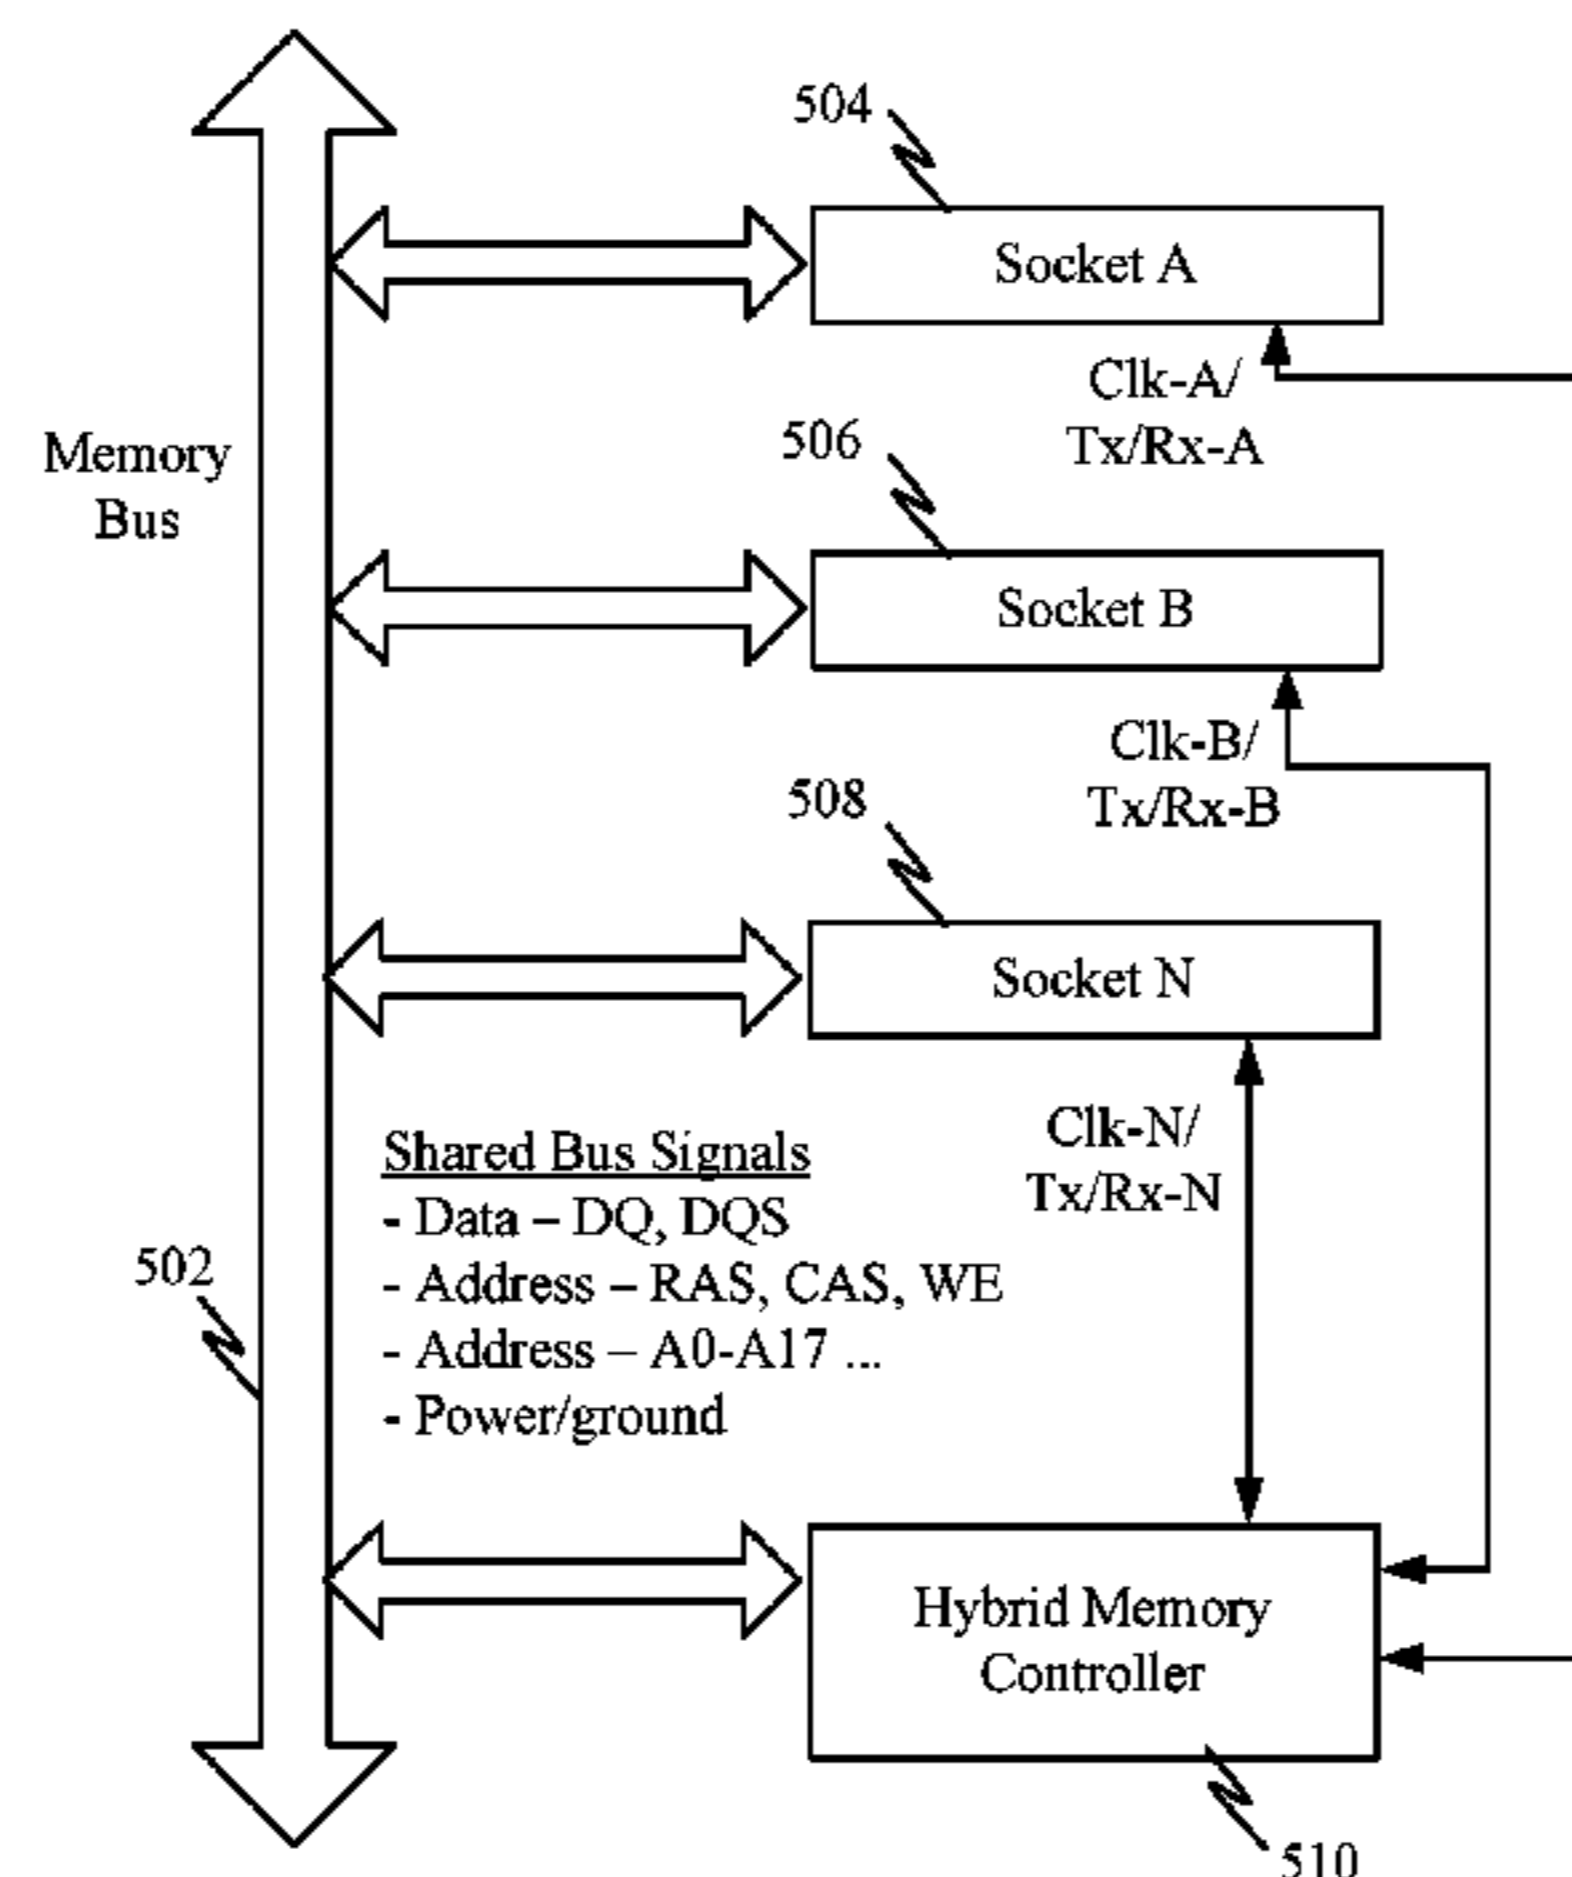 504
Socket A
Clk-A/
Tx/Rx-A
Memory
Bus
506
Socket B
Clk-B/
Tx/Rx-B
508
Socket N
Clk-N/
Tx/Rx-N
Shared Bus Signals
- Data – DQ, DQS
- Address – RAS, CAS, WE
- Address – A0-A17 ...
- Power/ground
502
Hybrid Memory
Controller
510